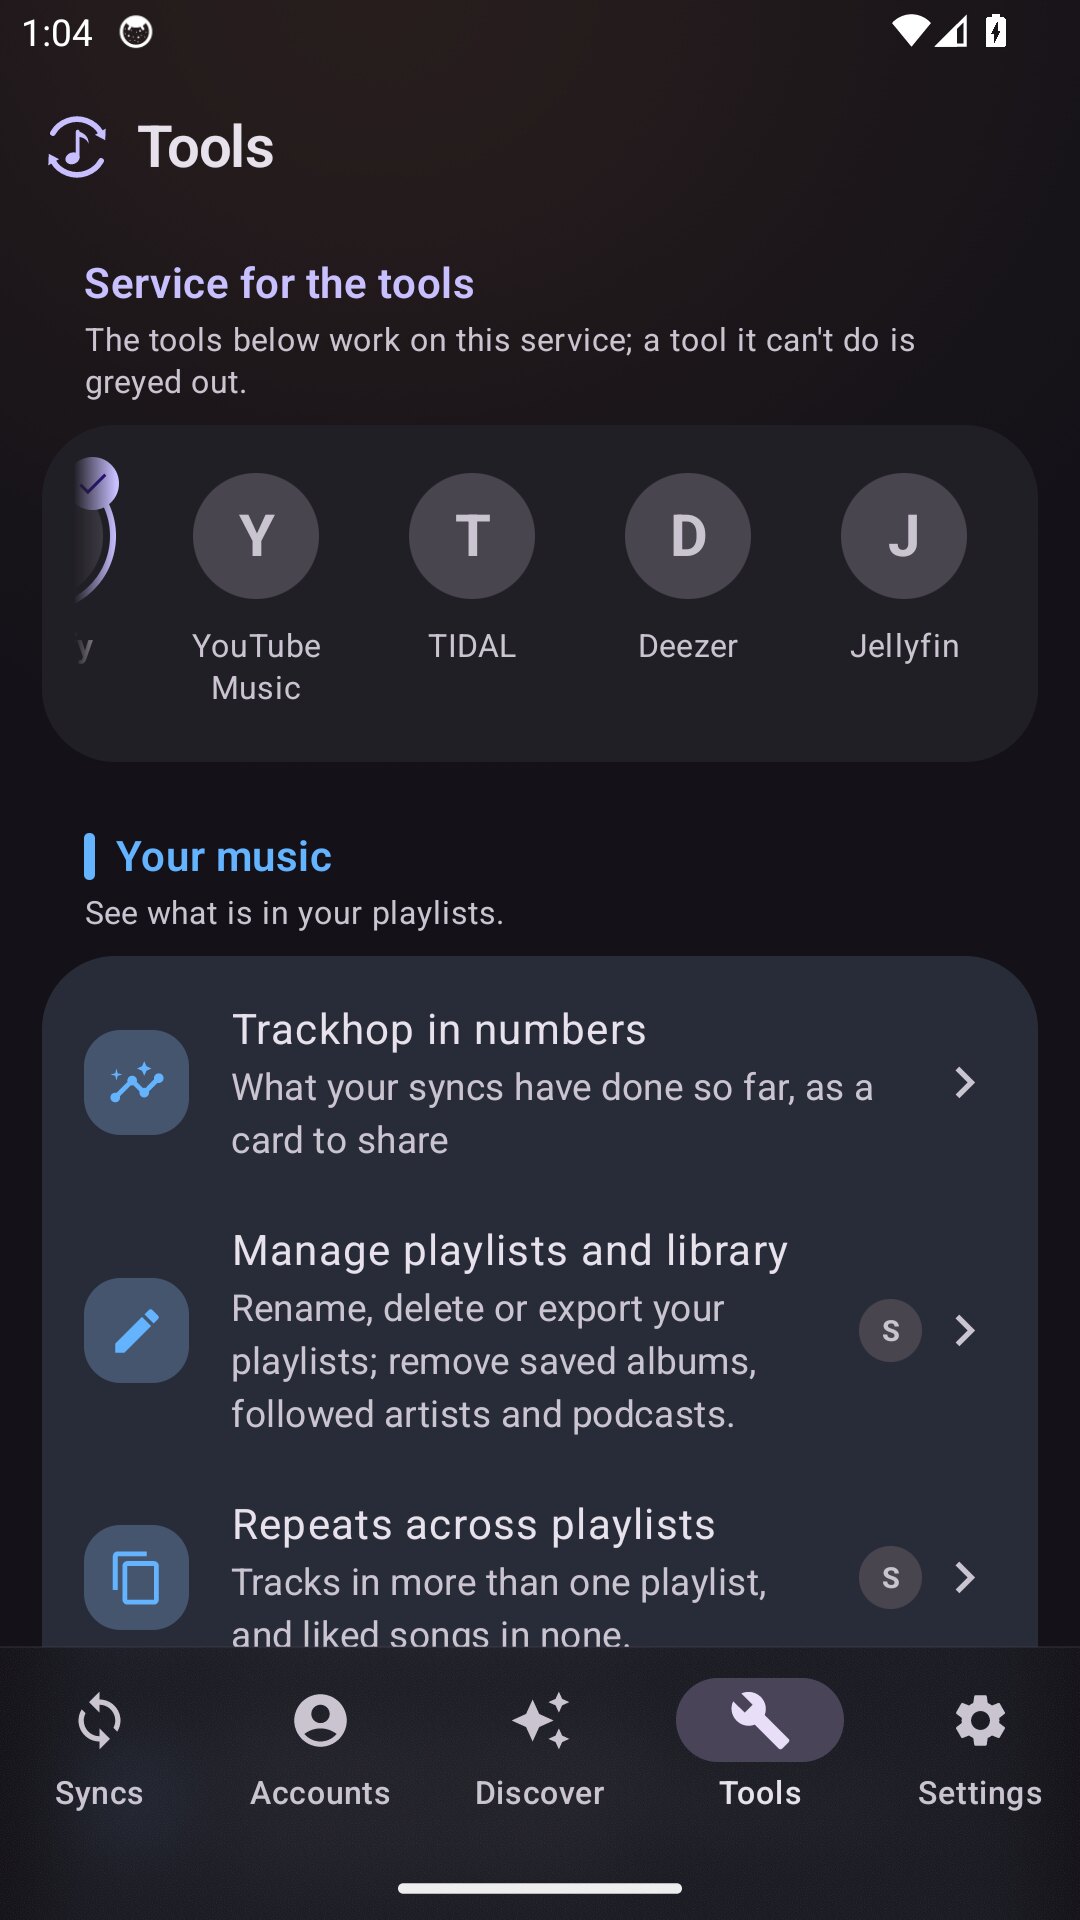 1:04
Tools
Service for the tools
The tools below work on this service; a tool it can't do is
greyed out.
Y
T
D
J
y
YouTube
Music
TIDAL
Deezer
Jellyfin
Your music
See what is in your playlists.
Trackhop in numbers
What your syncs have done so far, as a
card to share
Manage playlists and library
Rename, delete or export your
playlists; remove saved albums,
followed artists and podcasts.
S
Repeats across playlists
Tracks in more than one playlist,
and liked songs in none.
S
Syncs
Accounts
Discover
Tools
Settings